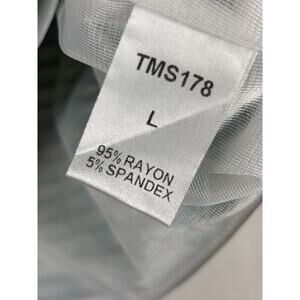 TMS178
L
95% RAYON
5% SPANDEX